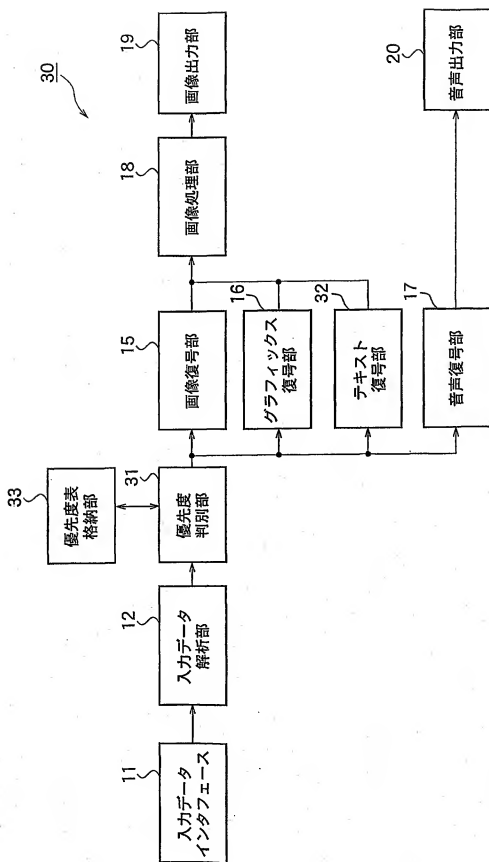 30
11
入力データ
インタフェース
12
入力データ
解析部
33
優先度表
格納部
31
優先度
判別部
15
画像復号部
16
グラフィックス
復号部
32
テキスト
復号部
17
音声復号部
18
画像処理部
19
画像出力部
20
音声出力部